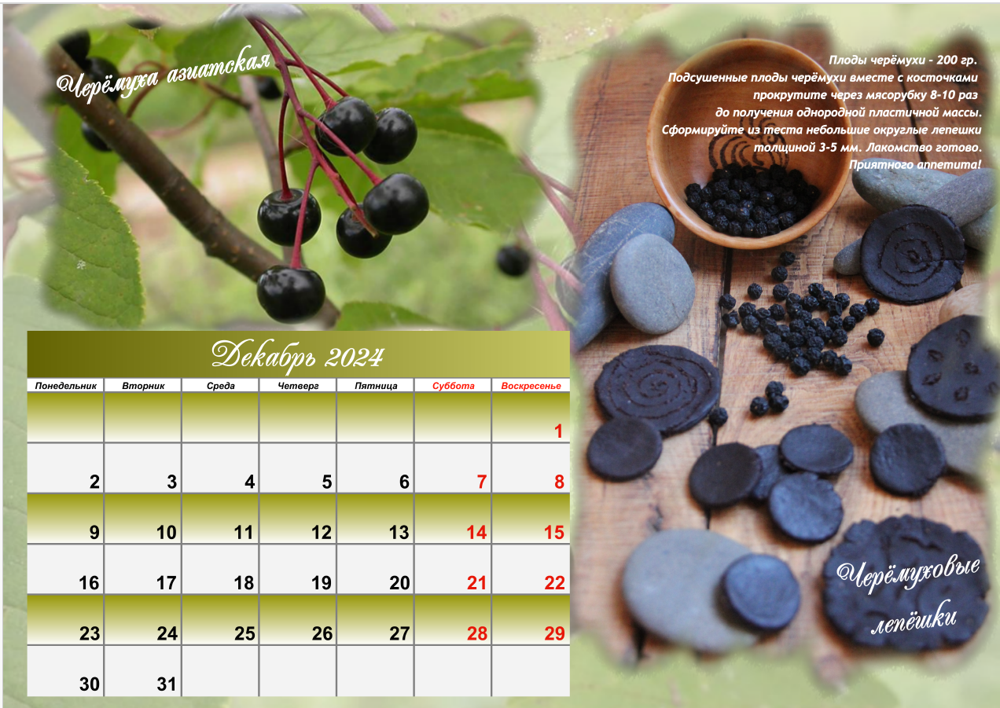 Черёмуха азиатская
Плоды черёмухи - 200 гр.
Подсушенные плоды черёмухи вместе с косточками
прокрутите через мясорубку 8-10 раз
до получения однородной пластичной массы.
Сформируйте из теста небольшие округлые лепешки
толщиной 3-5 мм. Лакомство готово.
Приятного аппетита!
Декабрь 2024
Понедельник Вторник Среда Четверг Пятница Суббота Воскресенье
1
2 3 4 5 6 7 8
9 10 11 12 13 14 15
16 17 18 19 20 21 22
23 24 25 26 27 28 29
30 31
Черёмуховые
лепёшки